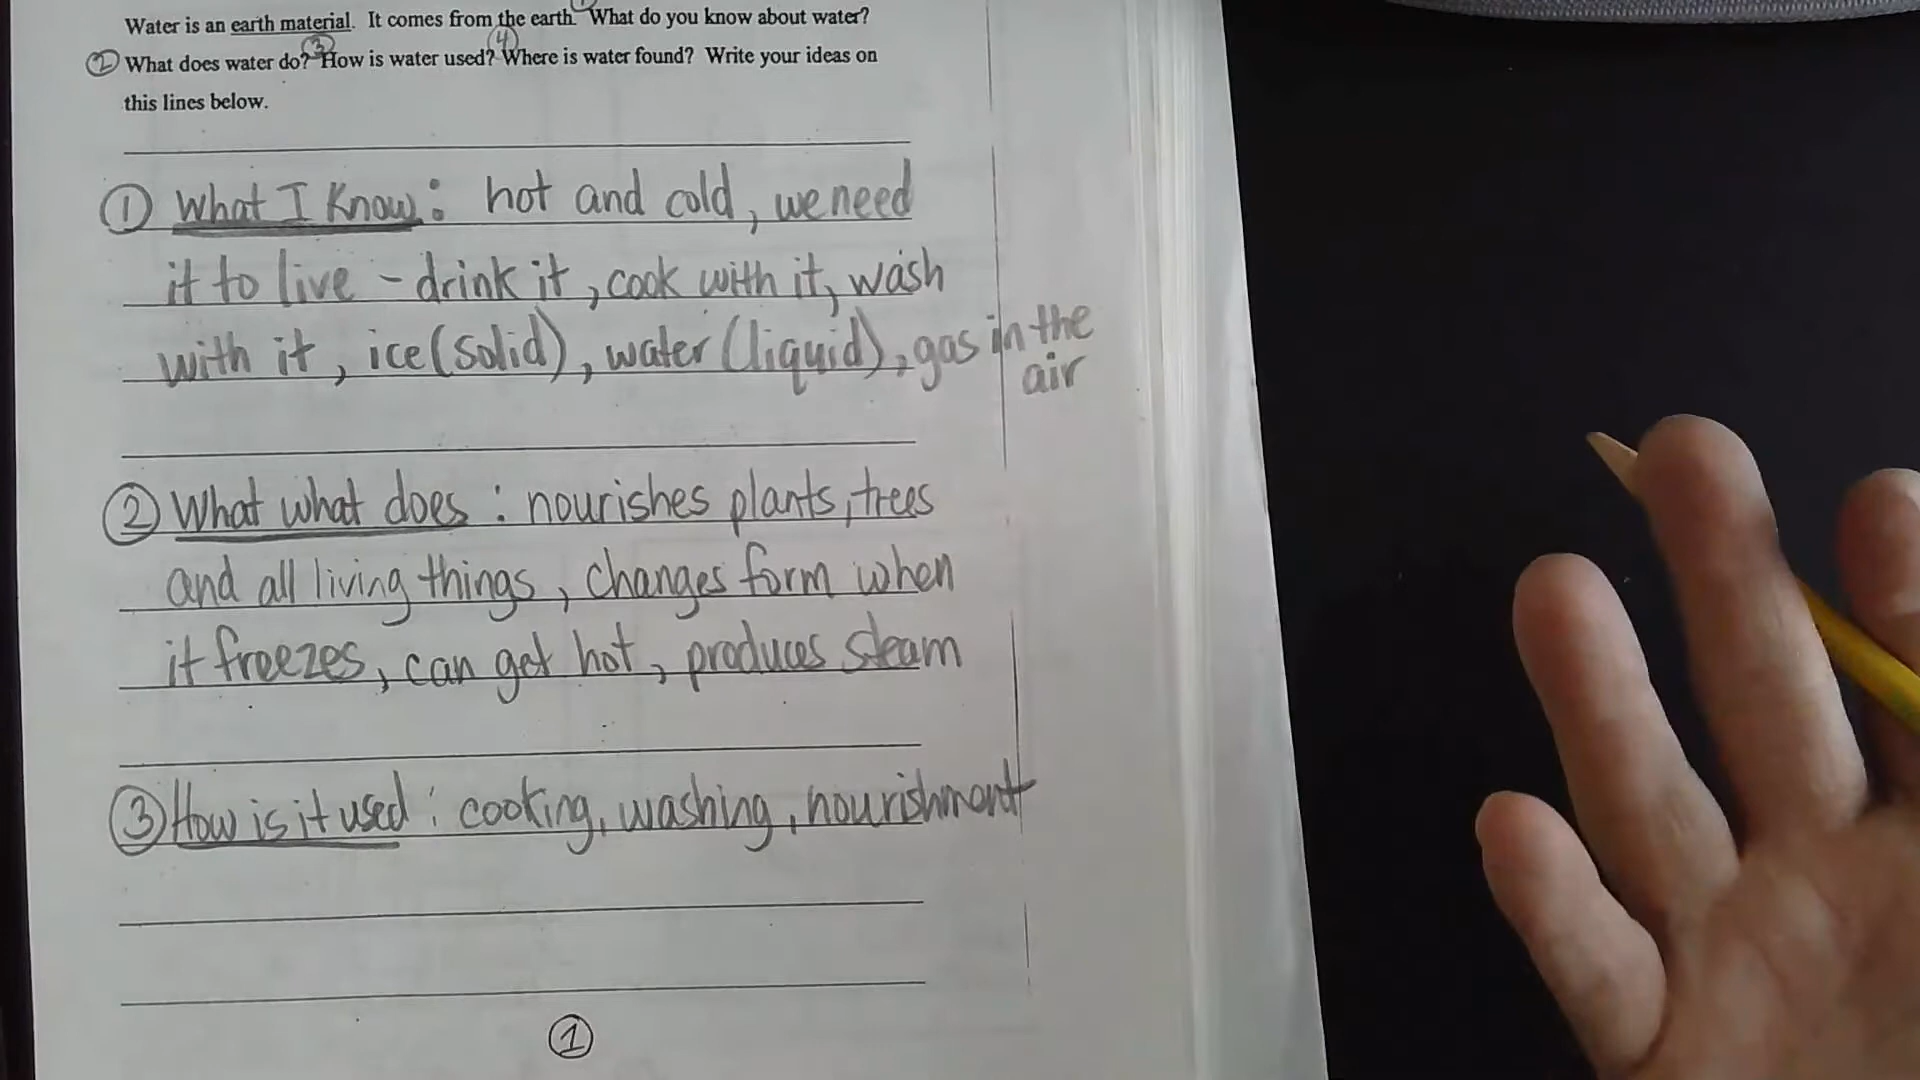 Water is an earth material. It comes from the earth. What do you know about water?
② What does water do? ③ How is water used? ④ Where is water found? Write your ideas on
this lines below.
① What I Know: hot and cold, we need
it to live - drink it, cook with it, wash
with it, ice (solid), water (liquid), gas in the
air
② What what does: nourishes plants, trees
and all living things, changes form when
it freezes, can get hot, produces steam
③ How is it used: cooking, washing, nourishment
①